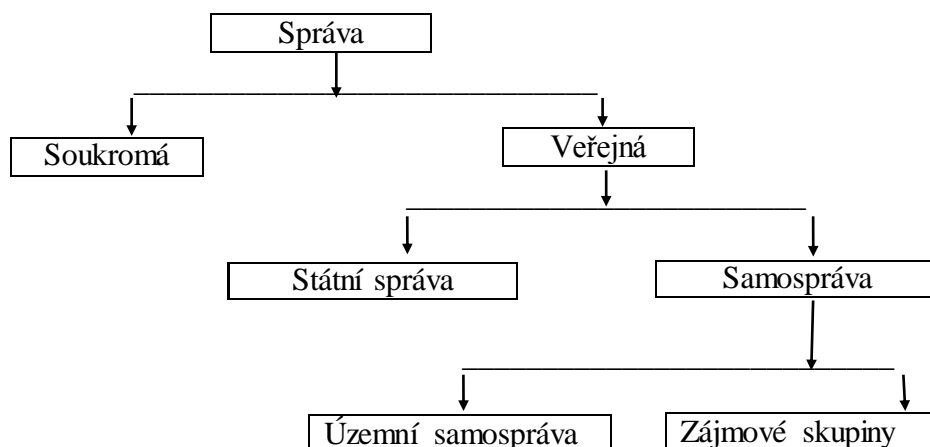 Správa
Soukromá
Veřejná
Státní správa
Samospráva
Územní samospráva
Zájmové skupiny